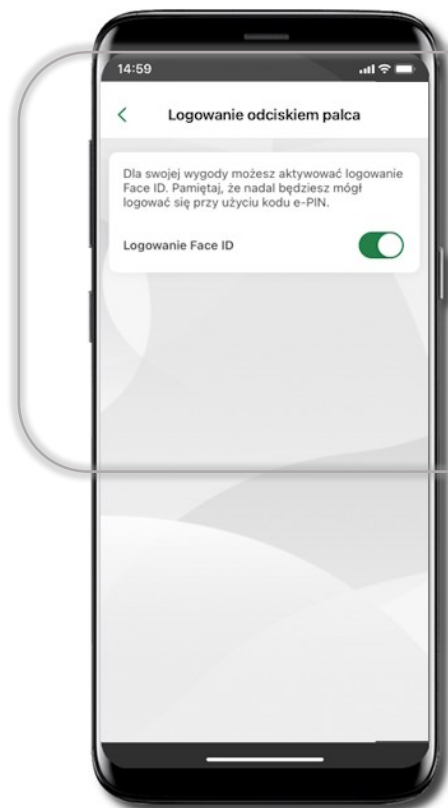 14:59
Logowanie odciskiem palca
Dla swojej wygody możesz aktywować logowanie
Face ID. Pamiętaj, że nadal będziesz mógł
logować się przy użyciu kodu e-PIN.
Logowanie Face ID